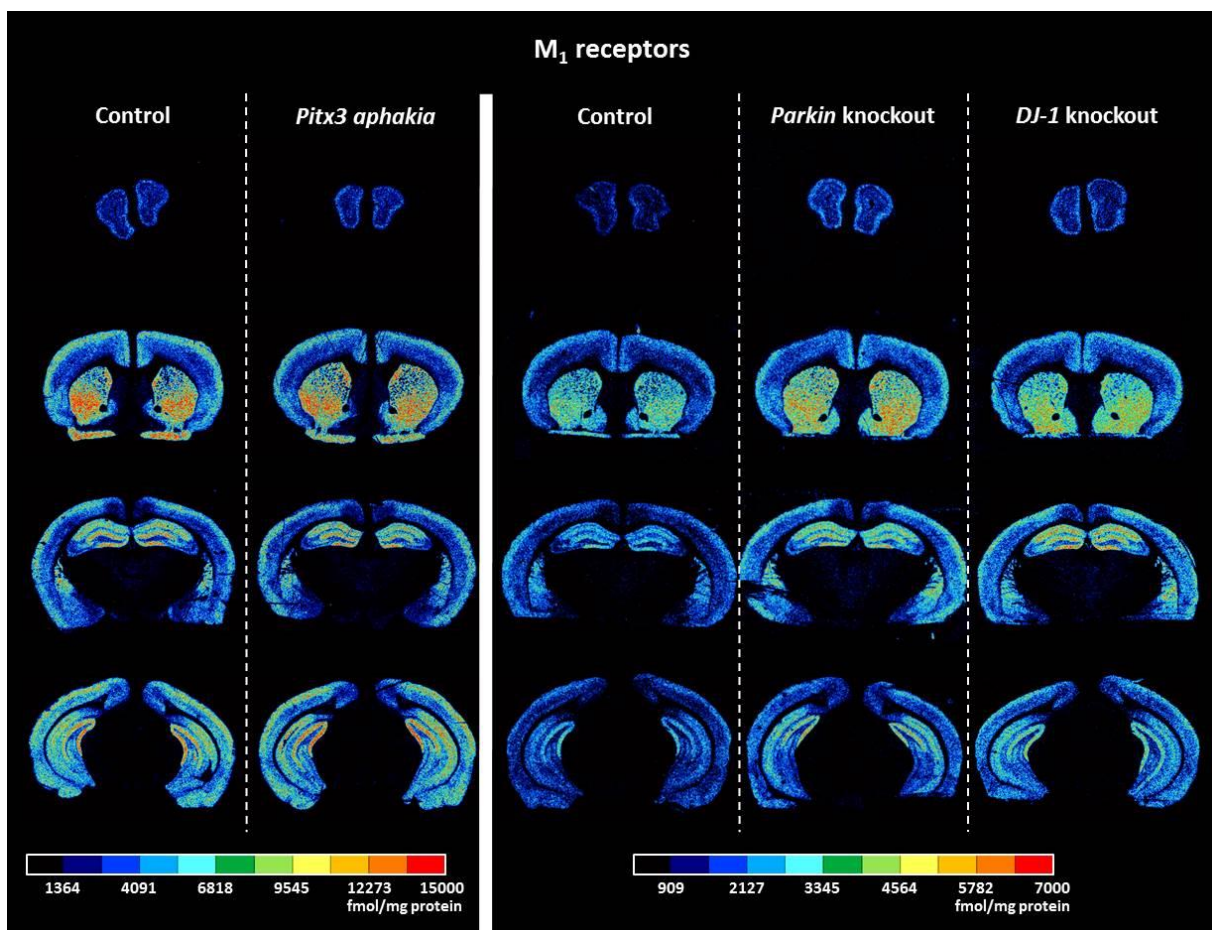 M₁ receptors
Control
Pitx3 aphakia
Control
Parkin knockout
DJ-1 knockout
1364 4091 6818 9545 12273 15000
fmol/mg protein
909 2127 3345 4564 5782 7000
fmol/mg protein